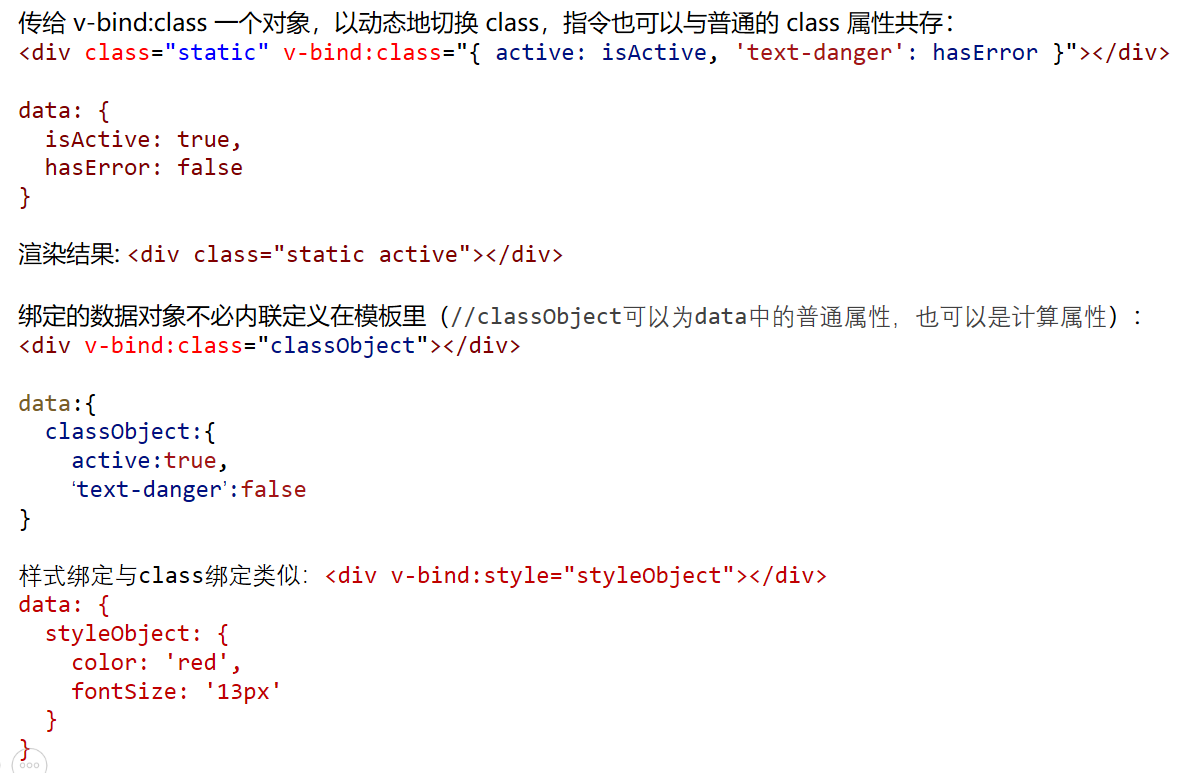 传给 v-bind:class 一个对象，以动态地切换 class，指令也可以与普通的 class 属性共存：
<div class="static" v-bind:class="{ active: isActive, 'text-danger': hasError }"></div>
data: {
  isActive: true,
  hasError: false
}
渲染结果: <div class="static active"></div>
绑定的数据对象不必内联定义在模板里（//classObject可以为data中的普通属，也可以是计算属性）：
<div v-bind:class="classObject"></div>
data:{
  classObject:{
    active:true,
    ‘text-danger’:false
}
样式绑定与class绑定类似：<div v-bind:style="styleObject"></div>
data: {
  styleObject: {
    color: 'red',
    fontSize: '13px'
  }
}